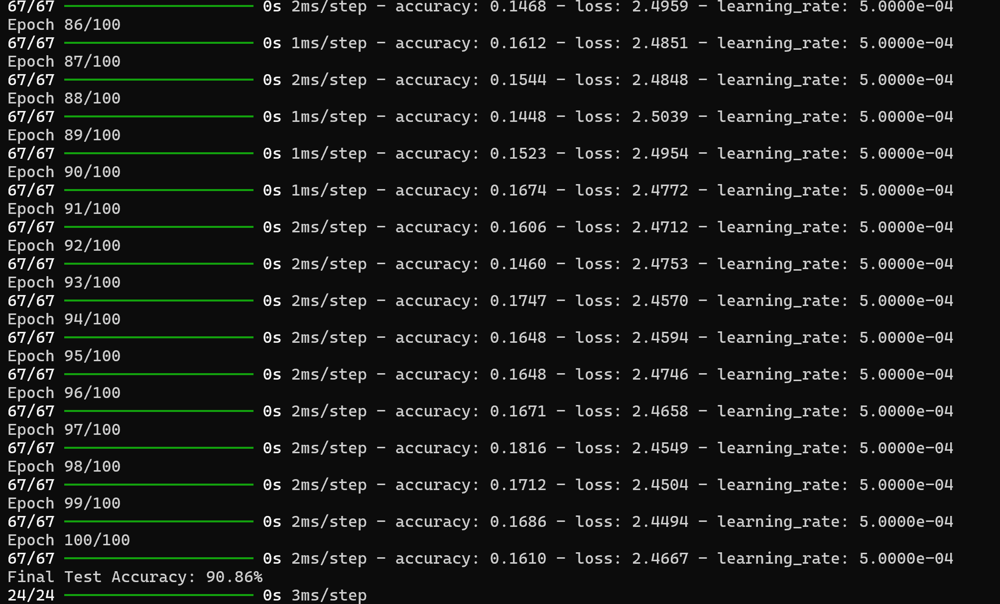 67/67 ━━━━━━━━━━━━━━━━━━━━ 0s 2ms/step - accuracy: 0.1468 - loss: 2.4959 - learning_rate: 5.0000e-04
Epoch 86/100
67/67 ━━━━━━━━━━━━━━━━━━━━ 0s 1ms/step - accuracy: 0.1612 - loss: 2.4851 - learning_rate: 5.0000e-04
Epoch 87/100
67/67 ━━━━━━━━━━━━━━━━━━━━ 0s 2ms/step - accuracy: 0.1544 - loss: 2.4848 - learning_rate: 5.0000e-04
Epoch 88/100
67/67 ━━━━━━━━━━━━━━━━━━━━ 0s 1ms/step - accuracy: 0.1448 - loss: 2.5039 - learning_rate: 5.0000e-04
Epoch 89/100
67/67 ━━━━━━━━━━━━━━━━━━━━ 0s 1ms/step - accuracy: 0.1523 - loss: 2.4954 - learning_rate: 5.0000e-04
Epoch 90/100
67/67 ━━━━━━━━━━━━━━━━━━━━ 0s 1ms/step - accuracy: 0.1674 - loss: 2.4772 - learning_rate: 5.0000e-04
Epoch 91/100
67/67 ━━━━━━━━━━━━━━━━━━━━ 0s 2ms/step - accuracy: 0.1606 - loss: 2.4712 - learning_rate: 5.0000e-04
Epoch 92/100
67/67 ━━━━━━━━━━━━━━━━━━━━ 0s 2ms/step - accuracy: 0.1460 - loss: 2.4753 - learning_rate: 5.0000e-04
Epoch 93/100
67/67 ━━━━━━━━━━━━━━━━━━━━ 0s 2ms/step - accuracy: 0.1747 - loss: 2.4570 - learning_rate: 5.0000e-04
Epoch 94/100
67/67 ━━━━━━━━━━━━━━━━━━━━ 0s 2ms/step - accuracy: 0.1648 - loss: 2.4594 - learning_rate: 5.0000e-04
Epoch 95/100
67/67 ━━━━━━━━━━━━━━━━━━━━ 0s 2ms/step - accuracy: 0.1648 - loss: 2.4746 - learning_rate: 5.0000e-04
Epoch 96/100
67/67 ━━━━━━━━━━━━━━━━━━━━ 0s 2ms/step - accuracy: 0.1671 - loss: 2.4658 - learning_rate: 5.0000e-04
Epoch 97/100
67/67 ━━━━━━━━━━━━━━━━━━━━ 0s 2ms/step - accuracy: 0.1816 - loss: 2.4549 - learning_rate: 5.0000e-04
Epoch 98/100
67/67 ━━━━━━━━━━━━━━━━━━━━ 0s 2ms/step - accuracy: 0.1712 - loss: 2.4504 - learning_rate: 5.0000e-04
Epoch 99/100
67/67 ━━━━━━━━━━━━━━━━━━━━ 0s 2ms/step - accuracy: 0.1686 - loss: 2.4494 - learning_rate: 5.0000e-04
Epoch 100/100
67/67 ━━━━━━━━━━━━━━━━━━━━ 0s 2ms/step - accuracy: 0.1610 - loss: 2.4667 - learning_rate: 5.0000e-04
Final Test Accuracy: 90.86%
24/24 ━━━━━━━━━━━━━━━━━━━━ 0s 3ms/step